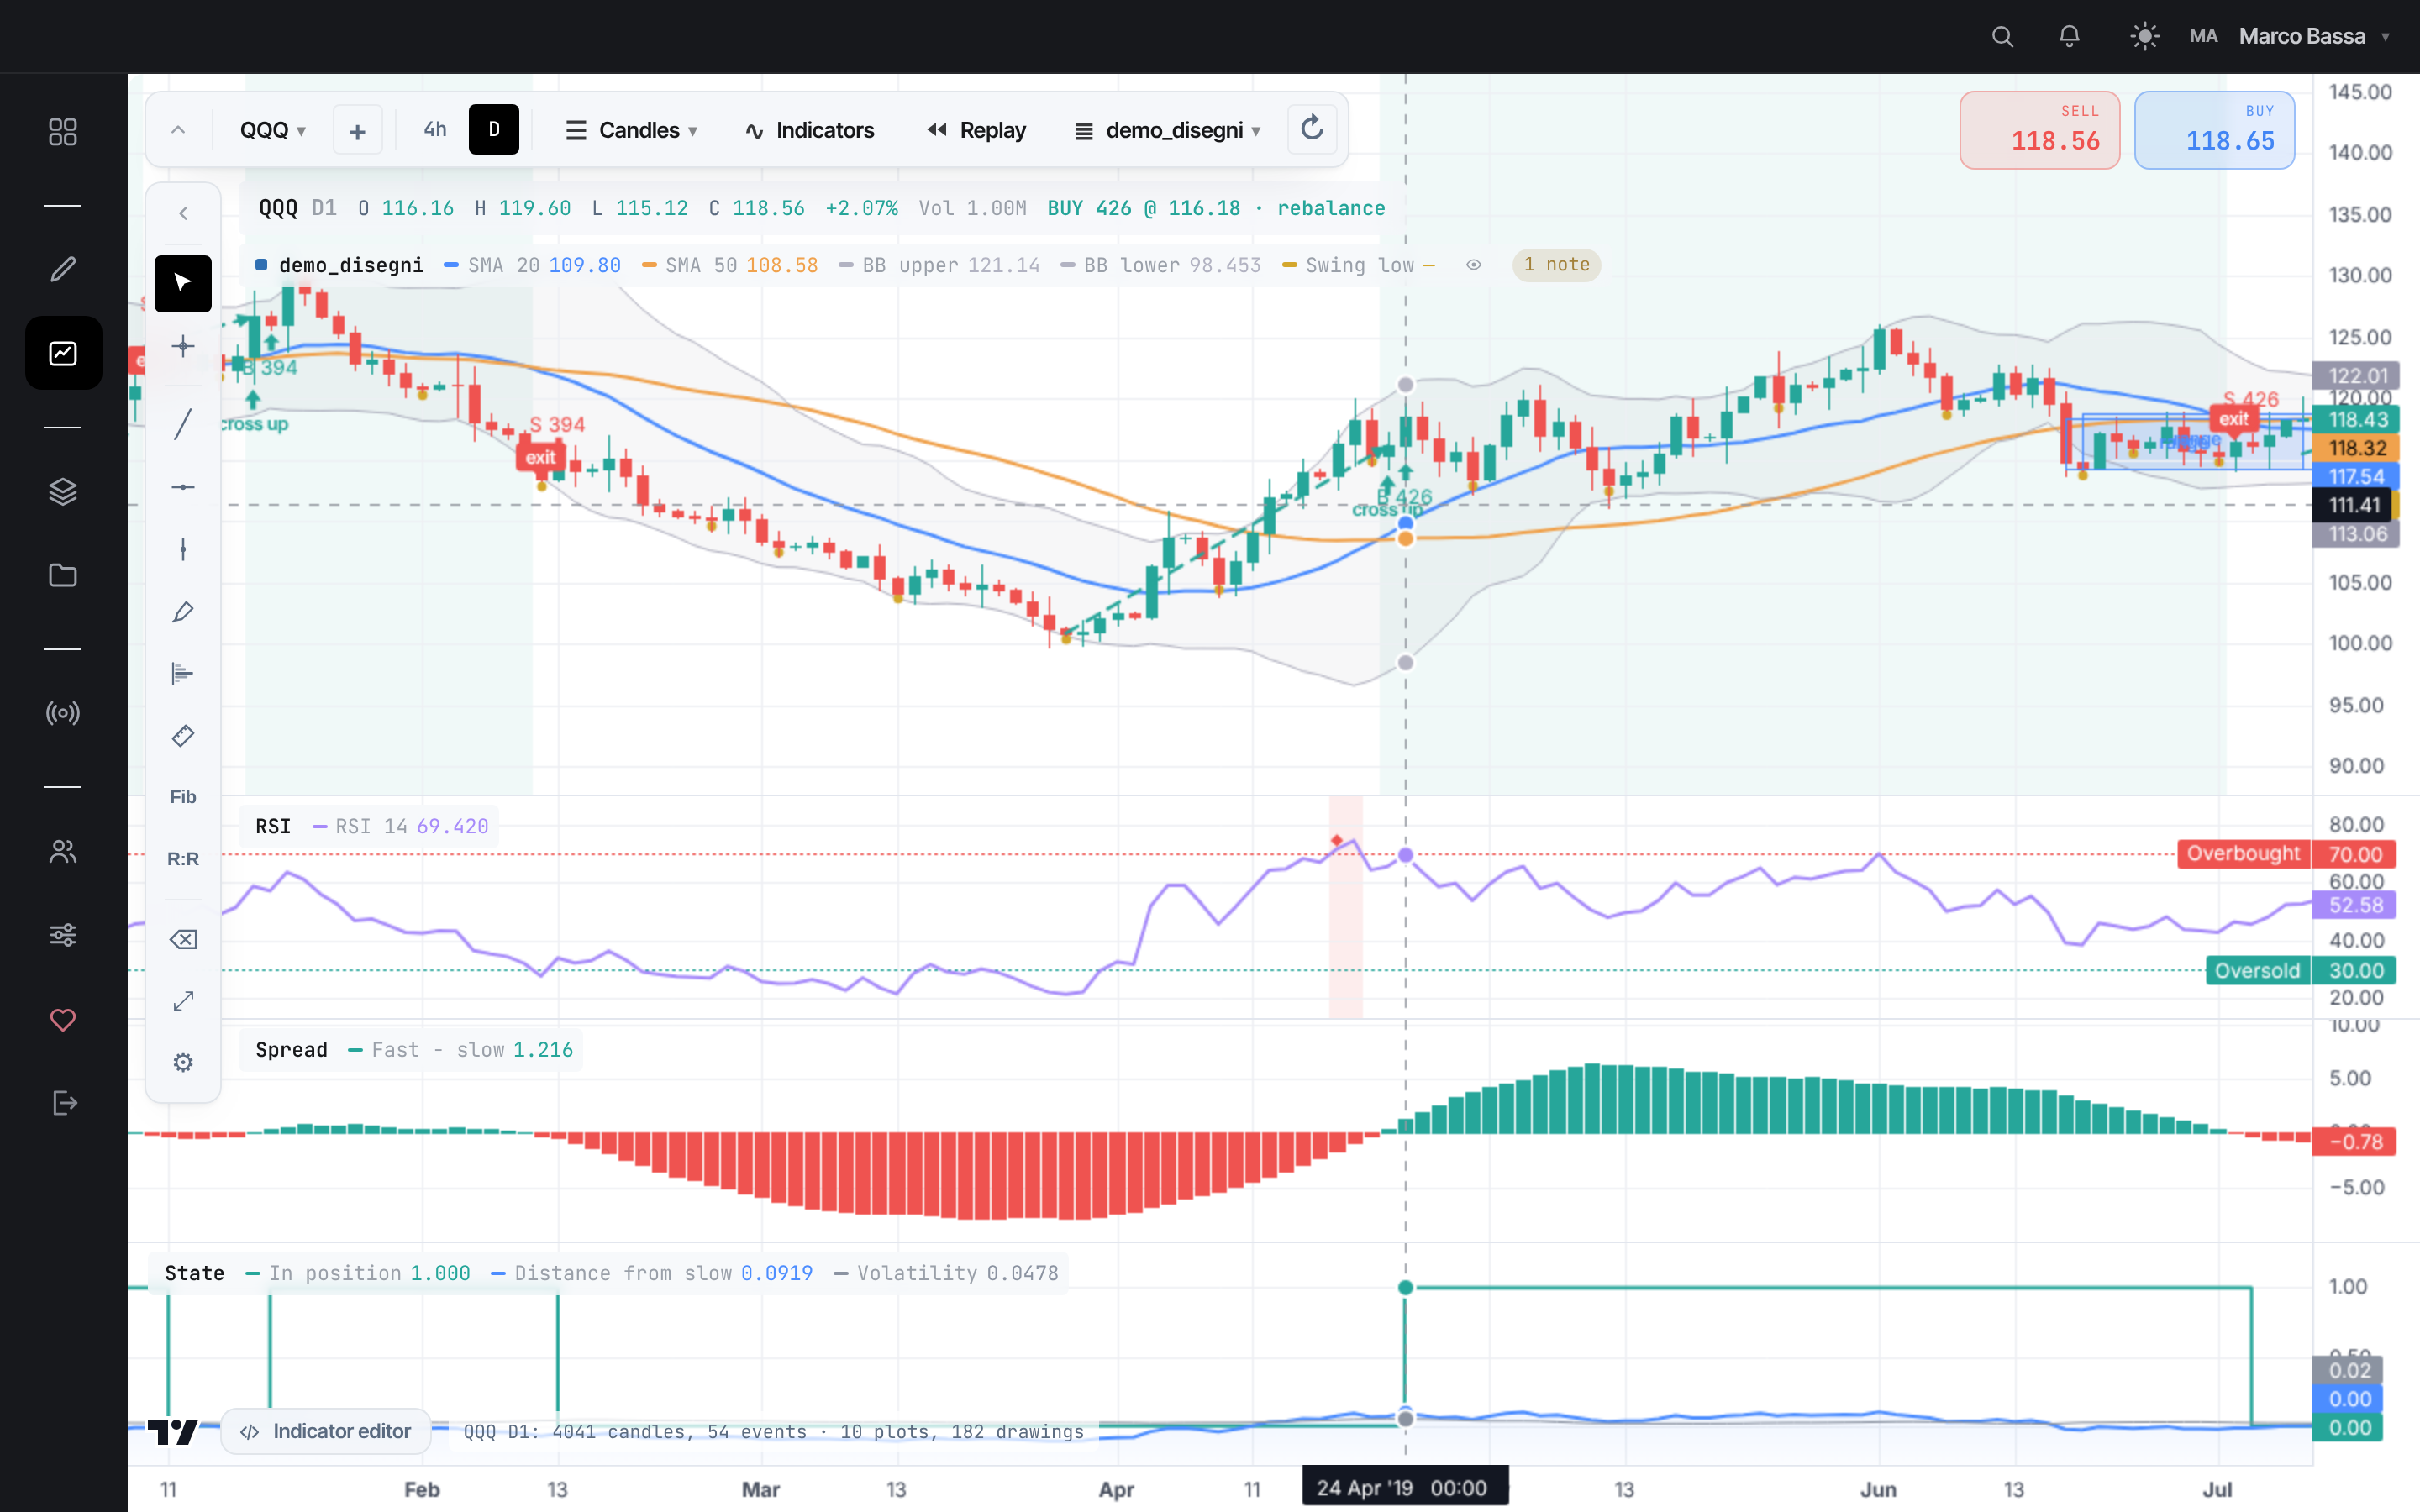 MA Marco Bassa
QQQ + 4h D Candles Indicators Replay demo_disegni
SELL
118.56
BUY
118.65
QQQ D1 O 116.16 H 119.60 L 115.12 C 118.56 +2.07% Vol 1.00M BUY 426 @ 116.18 · rebalance
demo_disegni SMA 20 109.80 SMA 50 108.58 BB upper 121.14 BB lower 98.453 Swing low — 1 note
B 394
cross up
S 394
exit
B 426
cross up
S 426
exit
145.00
140.00
135.00
130.00
125.00
122.01
120.00
118.43
118.32
117.54
111.41
113.06
105.00
100.00
95.00
90.00
Fib
R:R
RSI RSI 14 69.420
80.00
Overbought 70.00
60.00
52.58
40.00
Oversold 30.00
20.00
Spread Fast - slow 1.216
10.00
5.00
−0.78
−5.00
State In position 1.000 Distance from slow 0.0919 Volatility 0.0478
1.00
0.02
0.00
0.00
Indicator editor
QQQ D1: 4041 candles, 54 events · 10 plots, 182 drawings
11 Feb 13 Mar 13 Apr 11 24 Apr '19 00:00 13 Jun 13 Jul